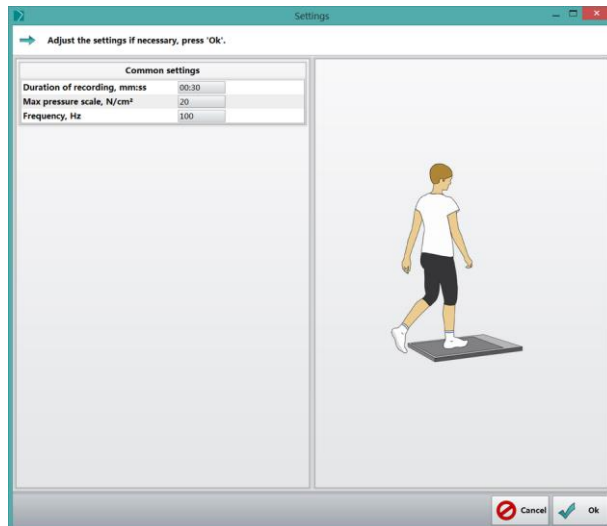 Settings
Adjust the settings if necessary, press 'Ok'.
Common settings
Duration of recording, mm:ss 00:30
Max pressure scale, N/cm² 20
Frequency, Hz 100
Cancel Ok